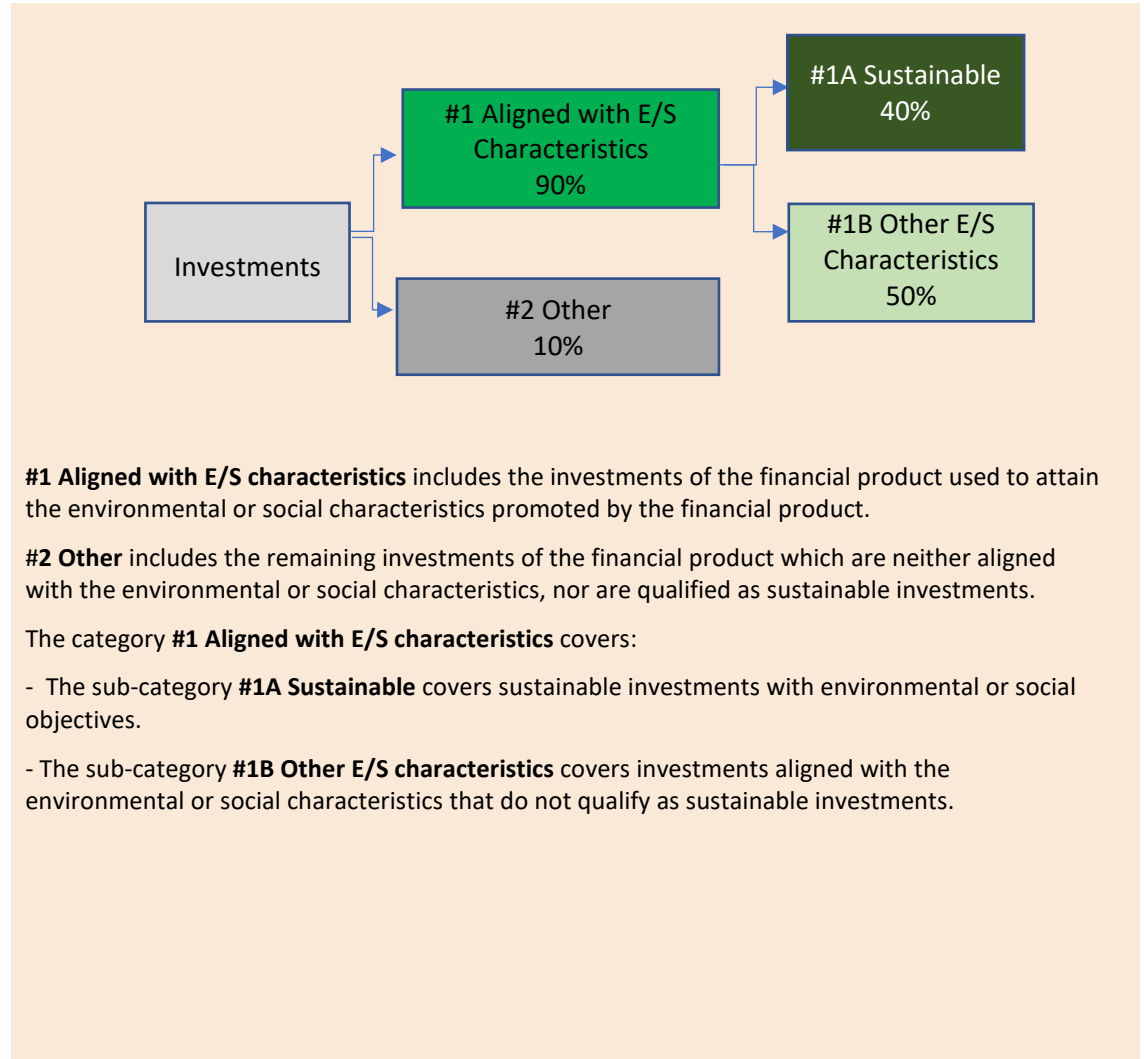 #1A Sustainable
40%
#1 Aligned with E/S
Characteristics
90%
#1B Other E/S
Characteristics
50%
Investments
#2 Other
10%
#1 Aligned with E/S characteristics includes the investments of the financial product used to attain
the environmental or social characteristics promoted by the financial product.
#2 Other includes the remaining investments of the financial product which are neither aligned
with the environmental or social characteristics, nor are qualified as sustainable investments.
The category #1 Aligned with E/S characteristics covers:
- The sub-category #1A Sustainable covers sustainable investments with environmental or social
objectives.
- The sub-category #1B Other E/S characteristics covers investments aligned with the
environmental or social characteristics that do not qualify as sustainable investments.